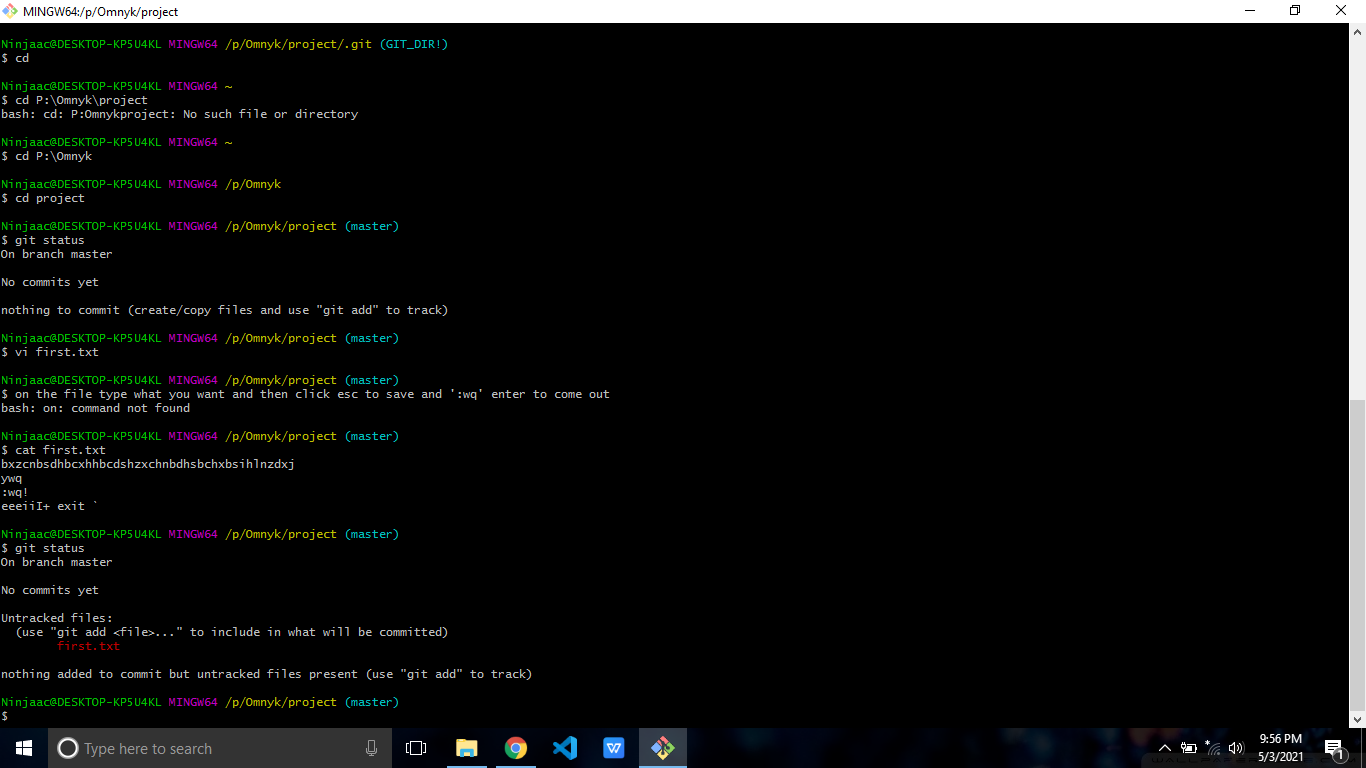 MINGW64:/p/Omnyk/project
Ninjaac@DESKTOP-KP5U4KL MINGW64 /p/Omnyk/project/.git (GIT_DIR!)
$ cd
Ninjaac@DESKTOP-KP5U4KL MINGW64 ~
$ cd P:\Omnyk\project
bash: cd: P:Omnykproject: No such file or directory
Ninjaac@DESKTOP-KP5U4KL MINGW64 ~
$ cd P:\Omnyk
Ninjaac@DESKTOP-KP5U4KL MINGW64 /p/Omnyk
$ cd project
Ninjaac@DESKTOP-KP5U4KL MINGW64 /p/Omnyk/project (master)
$ git status
On branch master
No commits yet
nothing to commit (create/copy files and use "git add" to track)
Ninjaac@DESKTOP-KP5U4KL MINGW64 /p/Omnyk/project (master)
$ vi first.txt
Ninjaac@DESKTOP-KP5U4KL MINGW64 /p/Omnyk/project (master)
$ on the file type what you want and then click esc to save and ':wq' enter to come out
bash: on: command not found
Ninjaac@DESKTOP-KP5U4KL MINGW64 /p/Omnyk/project (master)
$ cat first.txt
bxzcnbsdhbcxhhbcdshzxchnbdhsbchxbsihlnzdxj
ywq
:wq!
eeeiiI+ exit `
Ninjaac@DESKTOP-KP5U4KL MINGW64 /p/Omnyk/project (master)
$ git status
On branch master
No commits yet
Untracked files:
(use "git add <file>..." to include in what will be committed)
first.txt
nothing added to commit but untracked files present (use "git add" to track)
Ninjaac@DESKTOP-KP5U4KL MINGW64 /p/Omnyk/project (master)
$
Type here to search
9:56 PM
5/3/2021
1